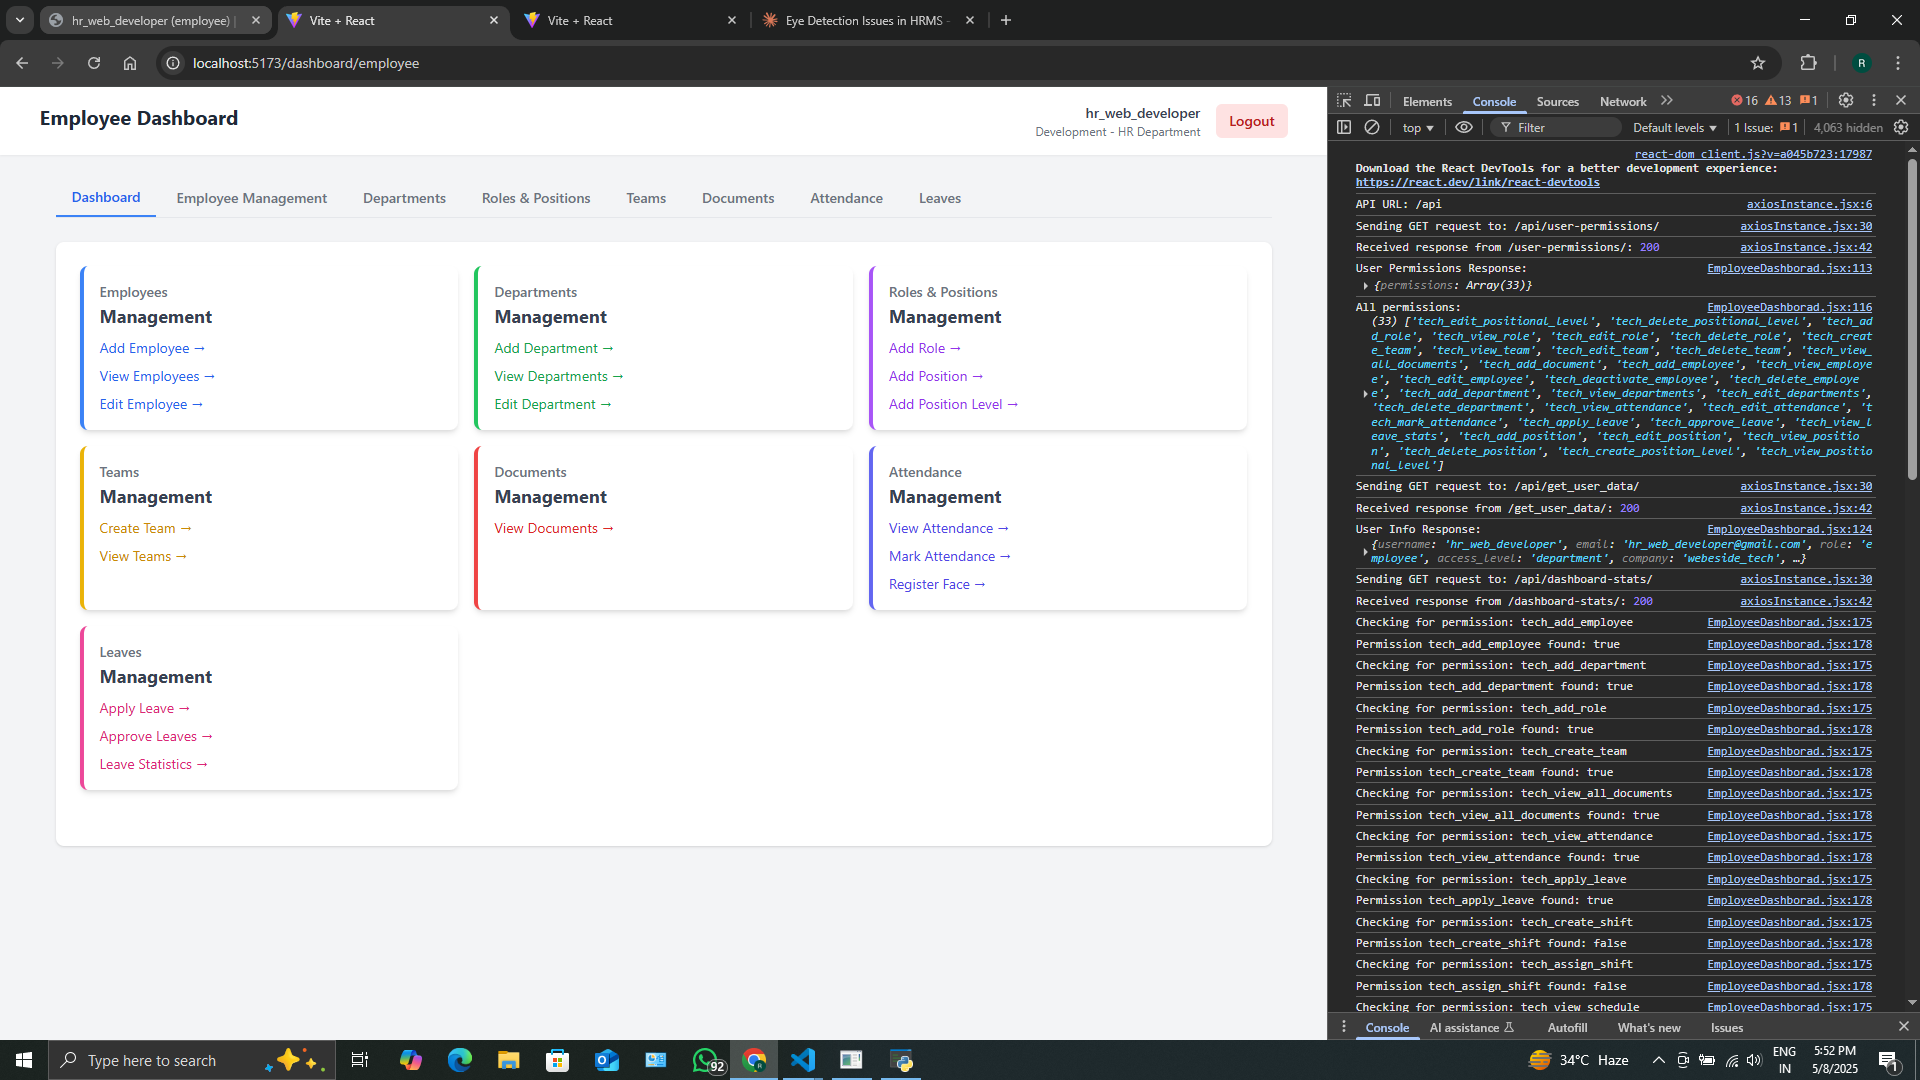 hr_web_developer (employee) |
Vite + React
Vite + React
Eye Detection Issues in HRMS -
localhost:5173/dashboard/employee
R
Employee Dashboard
hr_web_developer
Development - HR Department
Logout
Dashboard
Employee Management
Departments
Roles & Positions
Teams
Documents
Attendance
Leaves
Employees
Management
Add Employee →
View Employees →
Edit Employee →
Departments
Management
Add Department →
View Departments →
Edit Department →
Roles & Positions
Management
Add Role →
Add Position →
Add Position Level →
Teams
Management
Create Team →
View Teams →
Documents
Management
View Documents →
Attendance
Management
View Attendance →
Mark Attendance →
Register Face →
Leaves
Management
Apply Leave →
Approve Leaves →
Leave Statistics →
Elements
Console
Sources
Network
16
13
1
top
Filter
Default levels
1 Issue:
1
4,063 hidden
react-dom_client.js?v=a045b723:17987
Download the React DevTools for a better development experience:
https://react.dev/link/react-devtools
API URL: /api axiosInstance.jsx:6
Sending GET request to: /api/user-permissions/ axiosInstance.jsx:30
Received response from /user-permissions/: 200 axiosInstance.jsx:42
User Permissions Response: EmployeeDashborad.jsx:113
{permissions: Array(33)}
All permissions: EmployeeDashborad.jsx:116
(33) ['tech_edit_positional_level', 'tech_delete_positional_level', 'tech_ad
d_role', 'tech_view_role', 'tech_edit_role', 'tech_delete_role', 'tech_creat
e_team', 'tech_view_team', 'tech_edit_team', 'tech_delete_team', 'tech_view_
all_documents', 'tech_add_document', 'tech_add_employee', 'tech_view_employe
e', 'tech_edit_employee', 'tech_deactivate_employee', 'tech_delete_employe
e', 'tech_add_department', 'tech_view_departments', 'tech_edit_departments',
'tech_delete_department', 'tech_view_attendance', 'tech_edit_attendance', 't
ech_mark_attendance', 'tech_apply_leave', 'tech_approve_leave', 'tech_view_l
eave_stats', 'tech_add_position', 'tech_edit_position', 'tech_view_positio
n', 'tech_delete_position', 'tech_create_position_level', 'tech_view_positio
nal_level']
Sending GET request to: /api/get_user_data/ axiosInstance.jsx:30
Received response from /get_user_data/: 200 axiosInstance.jsx:42
User Info Response: EmployeeDashborad.jsx:124
{username: 'hr_web_developer', email: 'hr_web_developer@gmail.com', role: 'e
mployee', access_level: 'department', company: 'webeside_tech', …}
Sending GET request to: /api/dashboard-stats/ axiosInstance.jsx:30
Received response from /dashboard-stats/: 200 axiosInstance.jsx:42
Checking for permission: tech_add_employee EmployeeDashborad.jsx:175
Permission tech_add_employee found: true EmployeeDashborad.jsx:178
Checking for permission: tech_add_department EmployeeDashborad.jsx:175
Permission tech_add_department found: true EmployeeDashborad.jsx:178
Checking for permission: tech_add_role EmployeeDashborad.jsx:175
Permission tech_add_role found: true EmployeeDashborad.jsx:178
Checking for permission: tech_create_team EmployeeDashborad.jsx:175
Permission tech_create_team found: true EmployeeDashborad.jsx:178
Checking for permission: tech_view_all_documents EmployeeDashborad.jsx:175
Permission tech_view_all_documents found: true EmployeeDashborad.jsx:178
Checking for permission: tech_view_attendance EmployeeDashborad.jsx:175
Permission tech_view_attendance found: true EmployeeDashborad.jsx:178
Checking for permission: tech_apply_leave EmployeeDashborad.jsx:175
Permission tech_apply_leave found: true EmployeeDashborad.jsx:178
Checking for permission: tech_create_shift EmployeeDashborad.jsx:175
Permission tech_create_shift found: false EmployeeDashborad.jsx:178
Checking for permission: tech_assign_shift EmployeeDashborad.jsx:175
Permission tech_assign_shift found: false EmployeeDashborad.jsx:178
Checking for permission: tech_view_schedule EmployeeDashborad.jsx:175
Console
AI assistance
Autofill
What's new
Issues
Type here to search
92
34°C Haze
ENG
IN
5:52 PM
5/8/2025
1